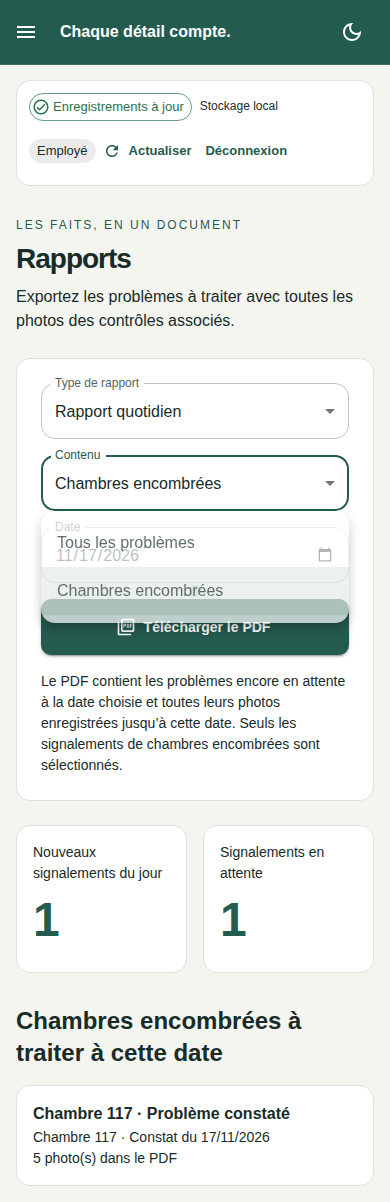 Chaque détail compte.
Enregistrements à jour
Stockage local
Employé
Actualiser
Déconnexion
LES FAITS, EN UN DOCUMENT
Rapports
Exportez les problèmes à traiter avec toutes les
photos des contrôles associés.
Type de rapport
Rapport quotidien
Contenu
Chambres encombrées
Date
Tous les problèmes
11/17/2026
Chambres encombrées
Télécharger le PDF
Le PDF contient les problèmes encore en attente
à la date choisie et toutes leurs photos
enregistrées jusqu’à cette date. Seuls les
signalements de chambres encombrées sont
sélectionnés.
Nouveaux
signalements du jour
1
Signalements en
attente
1
Chambres encombrées à
traiter à cette date
Chambre 117 · Problème constaté
Chambre 117 · Constat du 17/11/2026
5 photo(s) dans le PDF